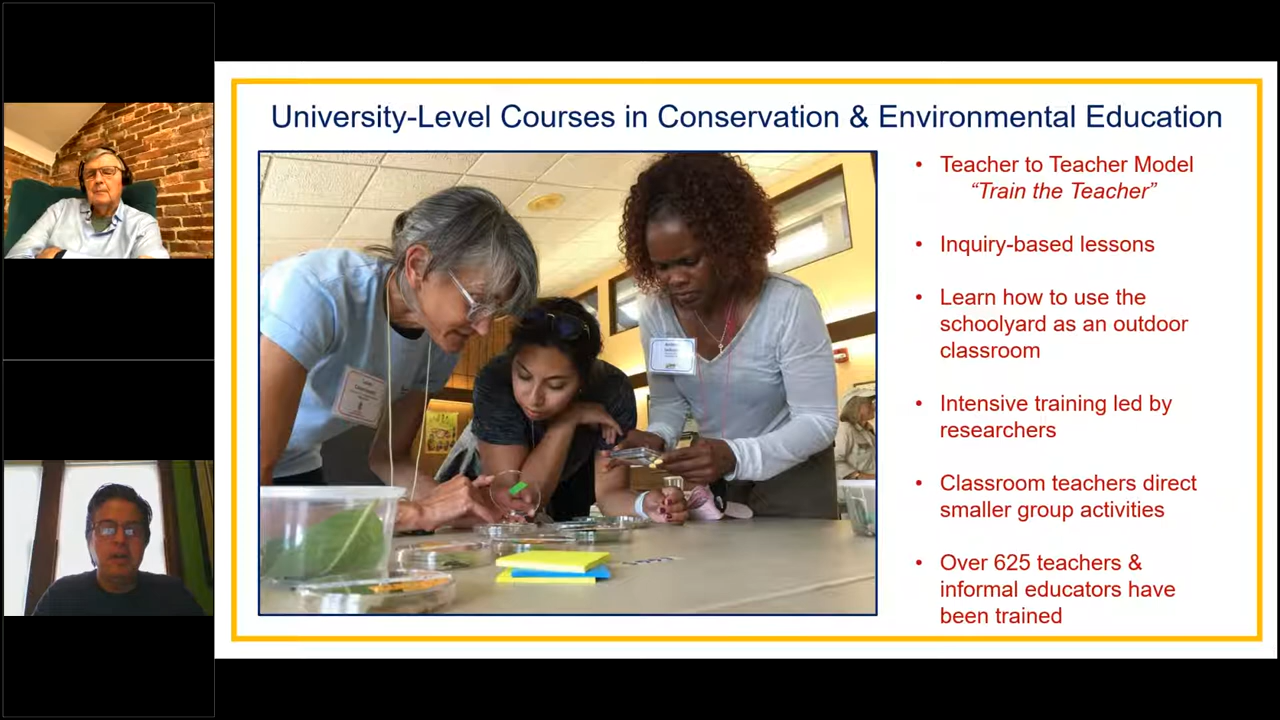 University-Level Courses in Conservation & Environmental Education
• Teacher to Teacher Model
“Train the Teacher”
• Inquiry-based lessons
• Learn how to use the
schoolyard as an outdoor
classroom
• Intensive training led by
researchers
• Classroom teachers direct
smaller group activities
• Over 625 teachers &
informal educators have
been trained